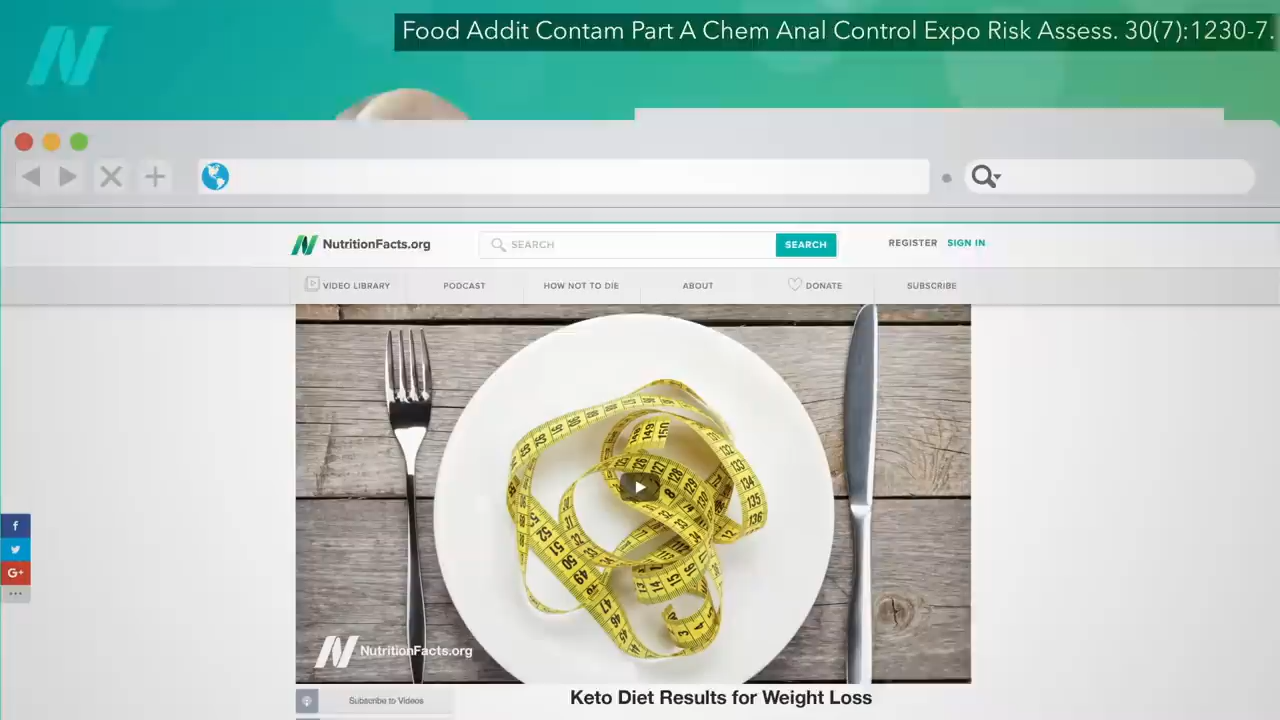 Food Addit Contam Part A Chem Anal Control Expo Risk Assess. 30(7):1230-7.
NutritionFacts.org
SEARCH
SEARCH
REGISTER SIGN IN
VIDEO LIBRARY
PODCAST
HOW NOT TO DIE
ABOUT
DONATE
SUBSCRIBE
NutritionFacts.org
Subscribe to Videos
Keto Diet Results for Weight Loss